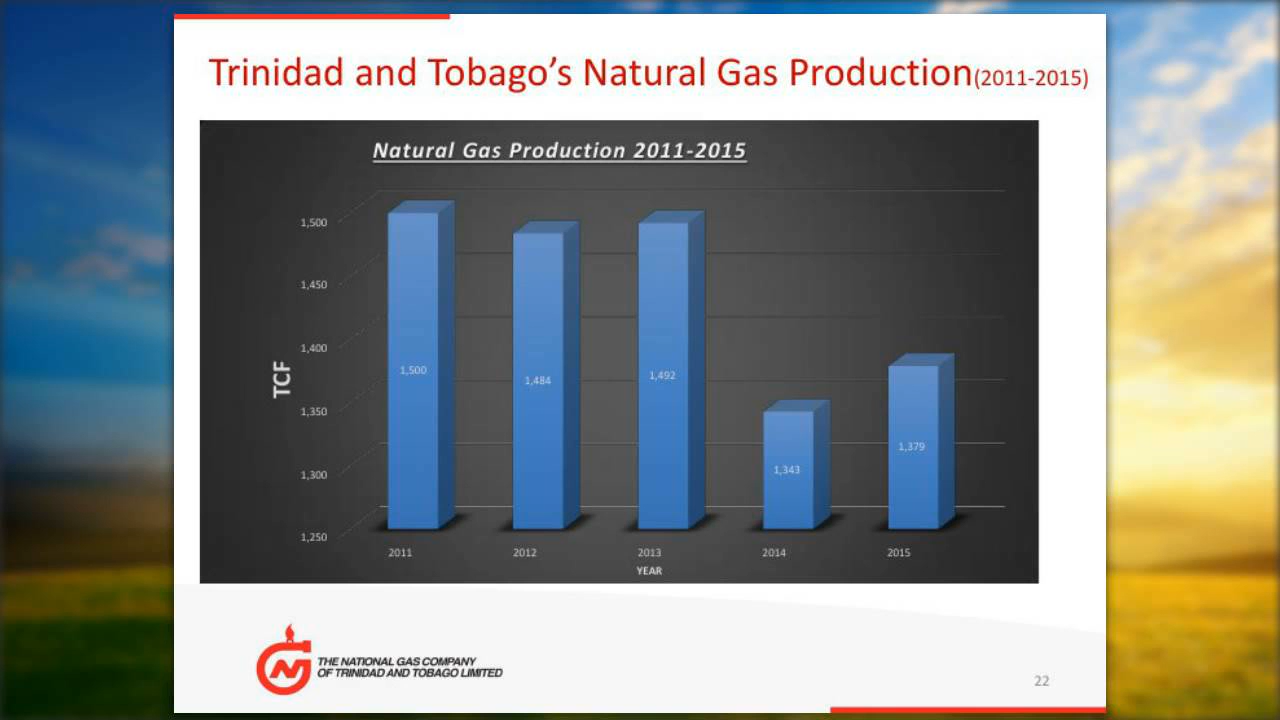 Trinidad and Tobago’s Natural Gas Production(2011-2015)
Natural Gas Production 2011-2015
1,500
1,450
1,400
1,350
1,300
1,250
TCF
1,500
1,484
1,492
1,343
1,379
2011 2012 2013 2014 2015
YEAR
THE NATIONAL GAS COMPANY
OF TRINIDAD AND TOBAGO LIMITED
22